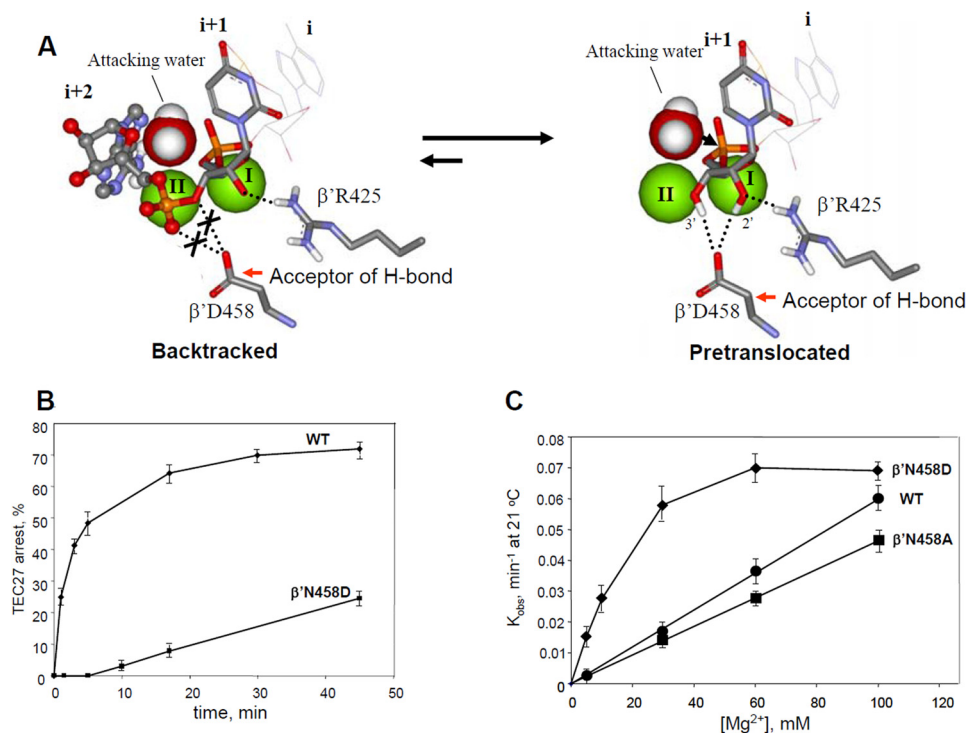 A
i+1
i
Attacking water
i+2
II
I
β'R425
Acceptor of H-bond
β'D458
Backtracked
i+1
i
Attacking water
II
I
β'R425
3'
2'
β'D458
Acceptor of H-bond
Pretranslocated
B
TEC27 arrest, %
80
70
60
50
40
30
20
10
0
WT
β'N458D
0
10
20
30
40
50
time, min
C
K obs, min-1 at 21 ºC
0.08
0.07
0.06
0.05
0.04
0.03
0.02
0.01
0
β'N458D
WT
β'N458A
0
20
40
60
80
100
120
[Mg2+], mM